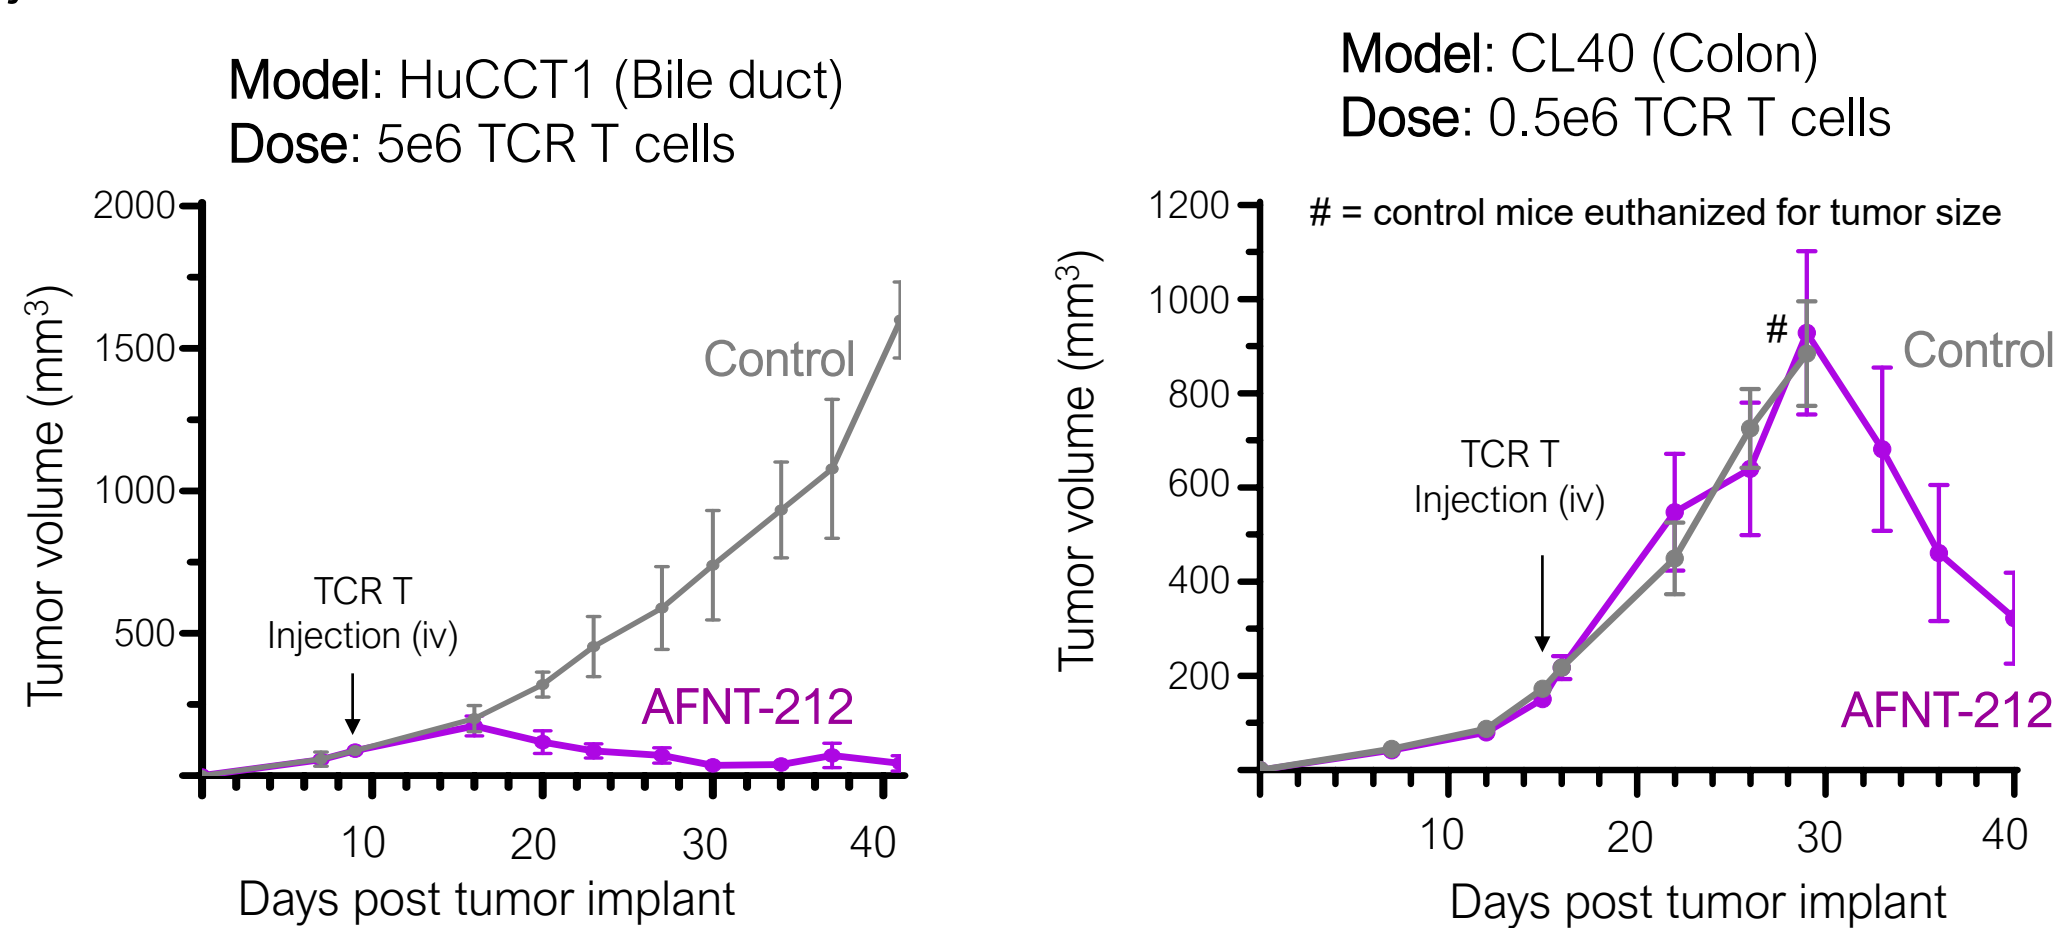 Model: HuCCT1 (Bile duct)
Dose: 5e6 TCR T cells
2000
1500
1000
500
Tumor volume (mm³)
Control
TCR T
Injection (iv)
AFNT-212
10
20
30
40
Days post tumor implant
Model: CL40 (Colon)
Dose: 0.5e6 TCR T cells
# = control mice euthanized for tumor size
1200
1000
800
600
400
200
Tumor volume (mm³)
#
Control
TCR T
Injection (iv)
AFNT-212
10
20
30
40
Days post tumor implant